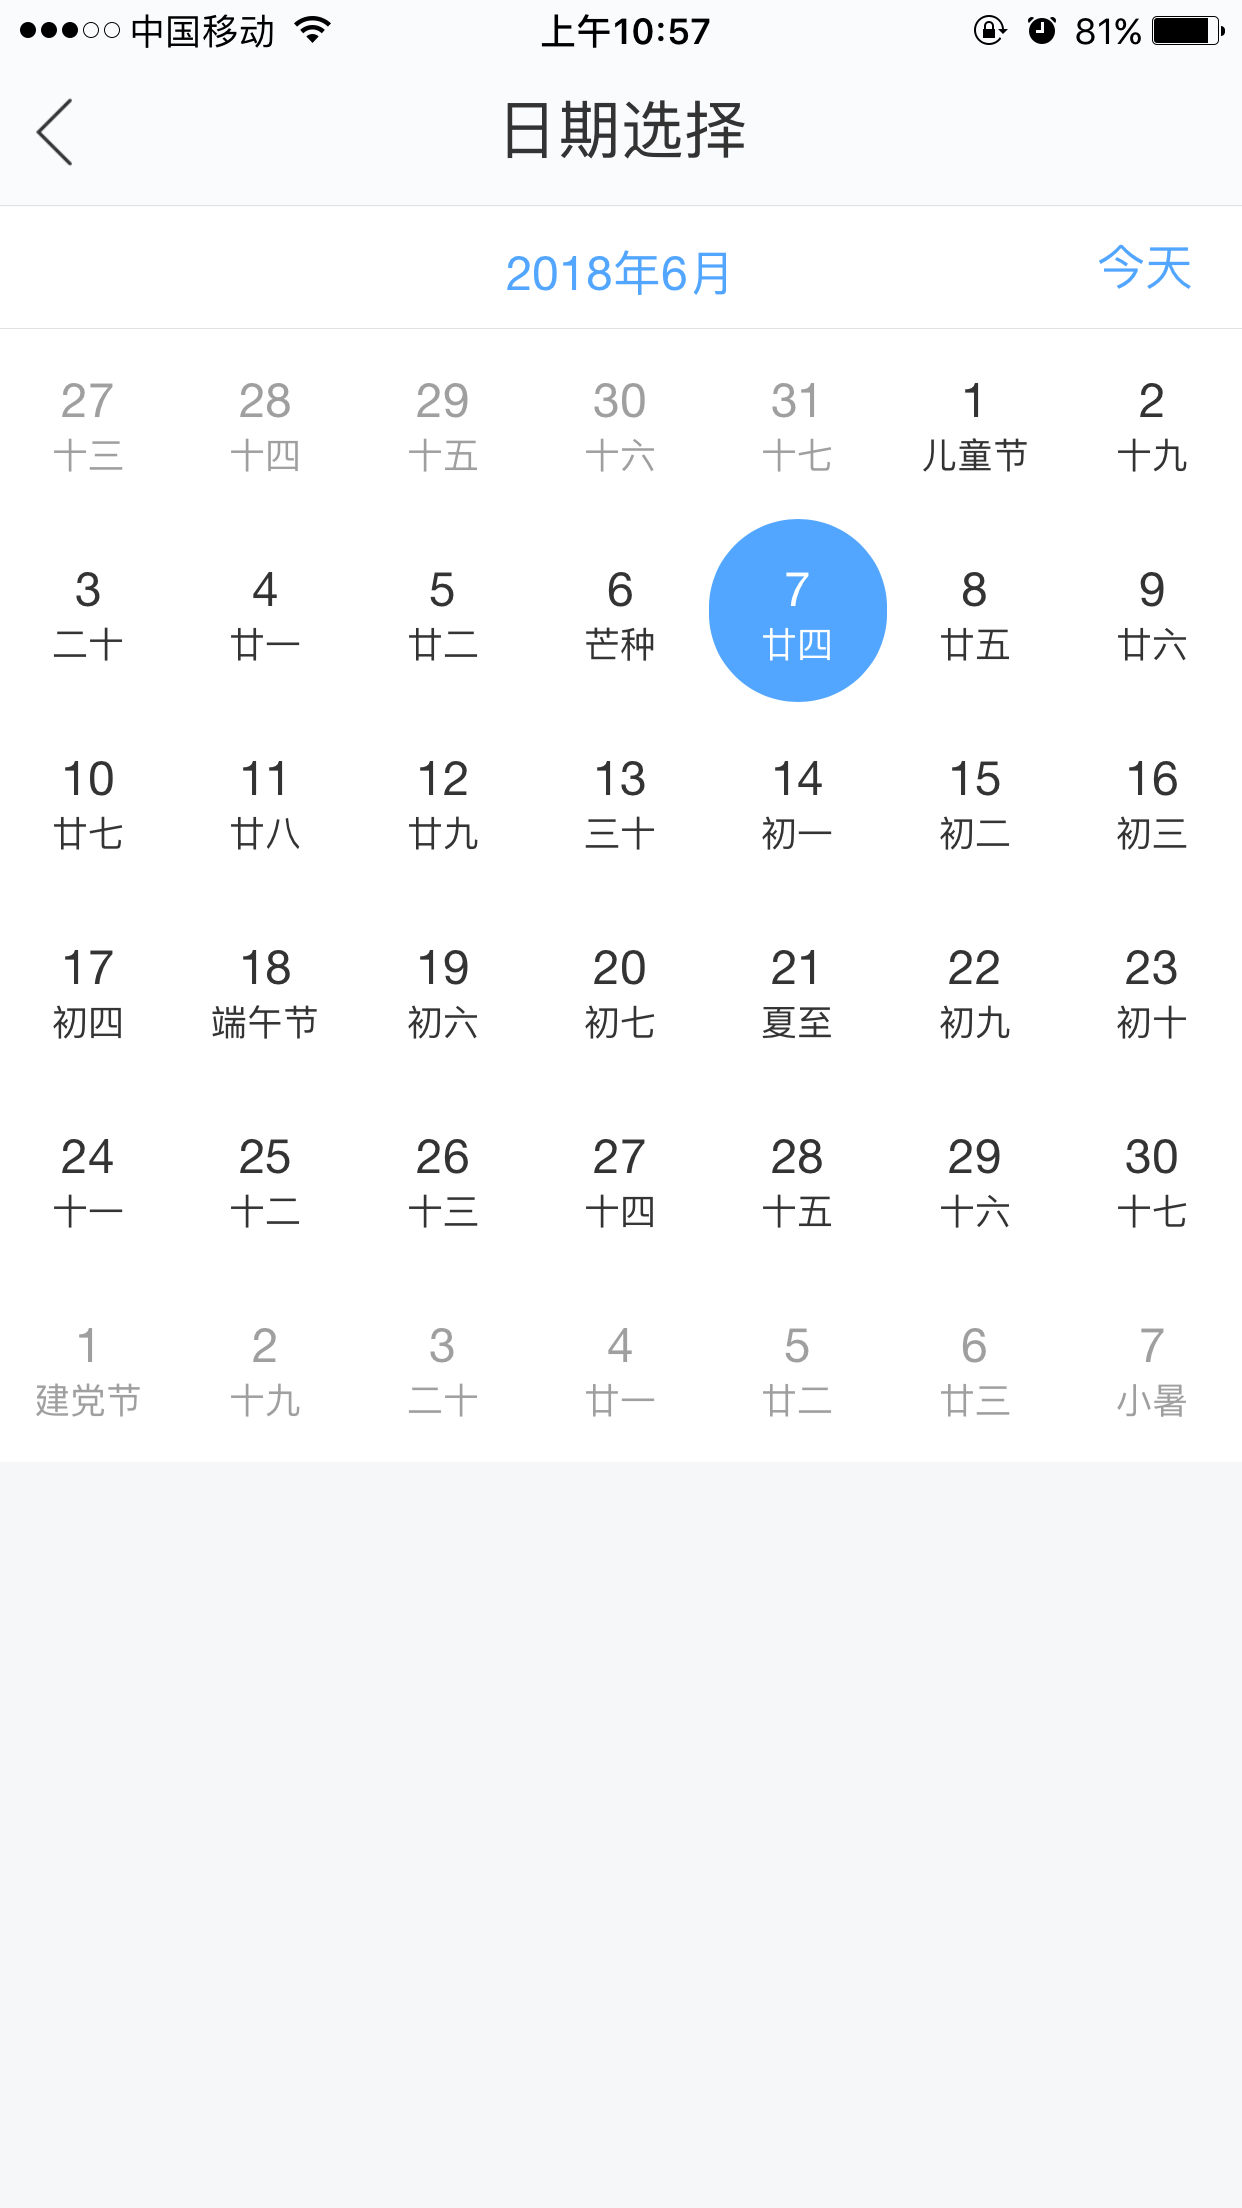 中国移动 上午10:57 81%
日期选择
2018年6月 今天
27 28 29 30 31 1 2
十三 十四 十五 十六 十七 儿童节 十九
3 4 5 6 7 8 9
二十 廿一 廿二 芒种 廿四 廿五 廿六
10 11 12 13 14 15 16
廿七 廿八 廿九 三十 初一 初二 初三
17 18 19 20 21 22 23
初四 端午节 初六 初七 夏至 初九 初十
24 25 26 27 28 29 30
十一 十二 十三 十四 十五 十六 十七
1 2 3 4 5 6 7
建党节 十九 二十 廿一 廿二 廿三 小暑